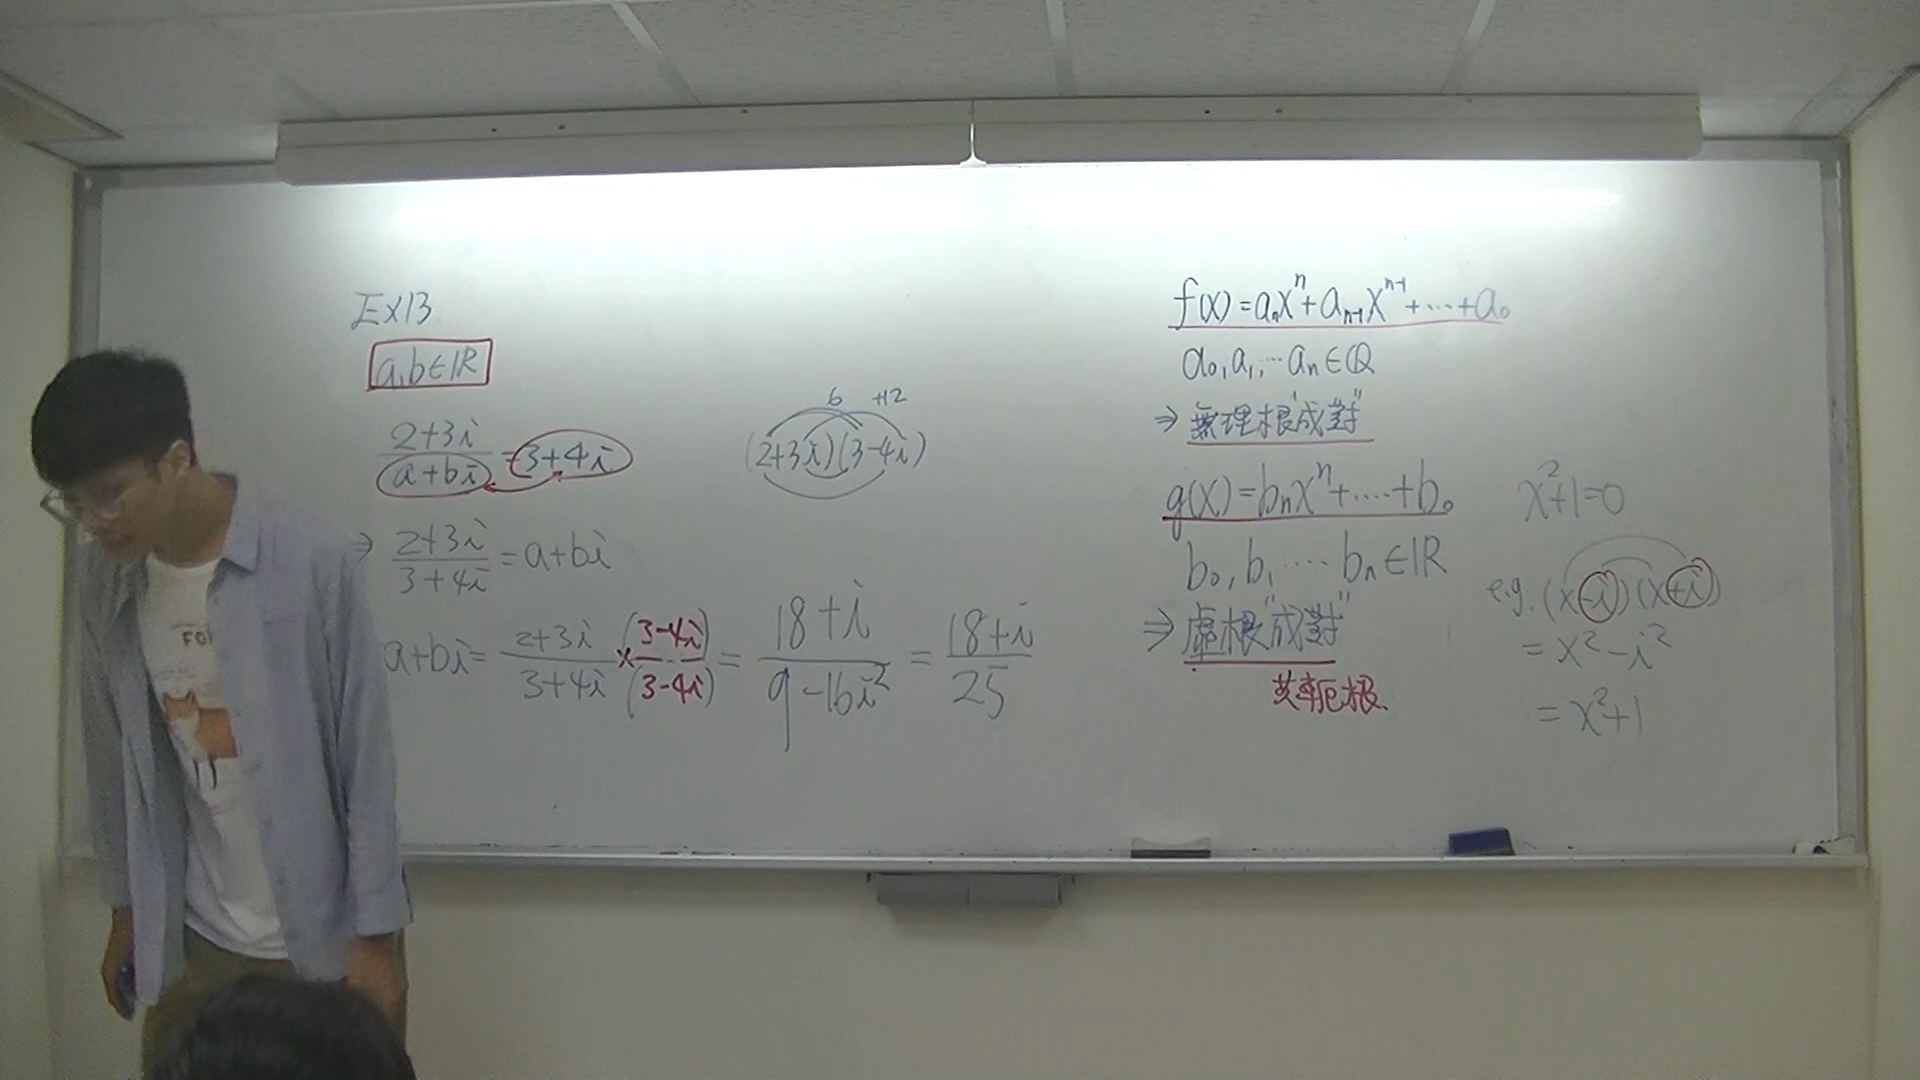 Ex13
a,b∈ℝ
(2+3i)/(a+bi) = 3+4i
6 +12
(2+3i)(3-4i)
⇒ (2+3i)/(3+4i) = a+bi
a+bi = (2+3i)/(3+4i) × (3-4i)/(3-4i) = (18+i)/(9-16i²) = (18+i)/25
f(x)=aₙxⁿ+aₙ₋₁xⁿ⁻¹+⋯+a₀
a₀,a₁,⋯aₙ∈ℚ
⇒ 無理根"成對"
g(x)=bₙxⁿ+....+b₀
b₀,b₁....bₙ∈ℝ
⇒ 虛根"成對"
共軛根.
x²+1=0
e.g. (x-i)(x+i)
= x²-i²
= x²+1